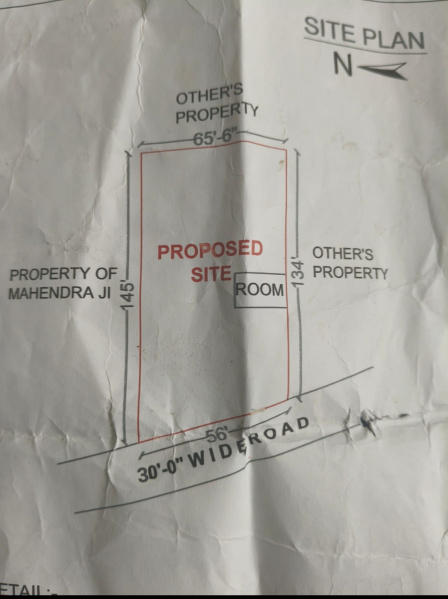 SITE PLAN
N
OTHER'S
PROPERTY
65'-6"
PROPOSED
SITE
ROOM
134'
OTHER'S
PROPERTY
PROPERTY OF
MAHENDRA JI
145'
56'
30'-0" WIDE ROAD
ETAIL:-